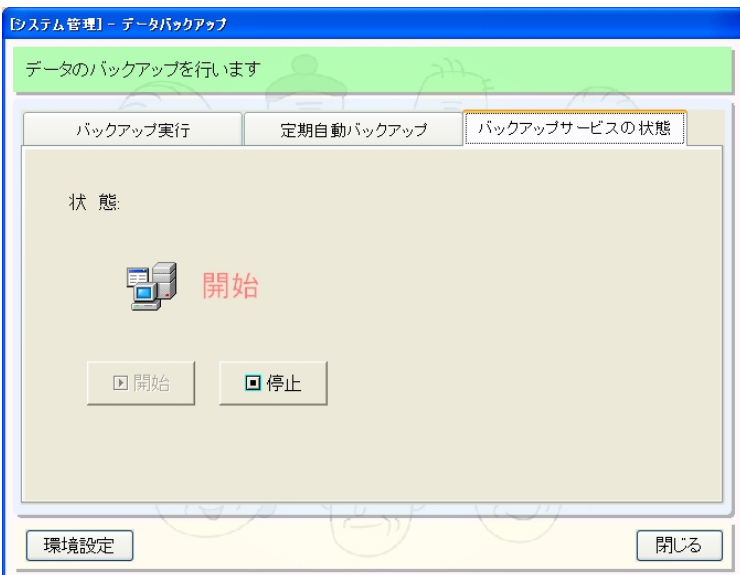 [システム管理] - データバックアップ
データのバックアップを行います
バックアップ実行
定期自動バックアップ
バックアップサービスの状態
状 態:
開始
開始
停止
環境設定
閉じる